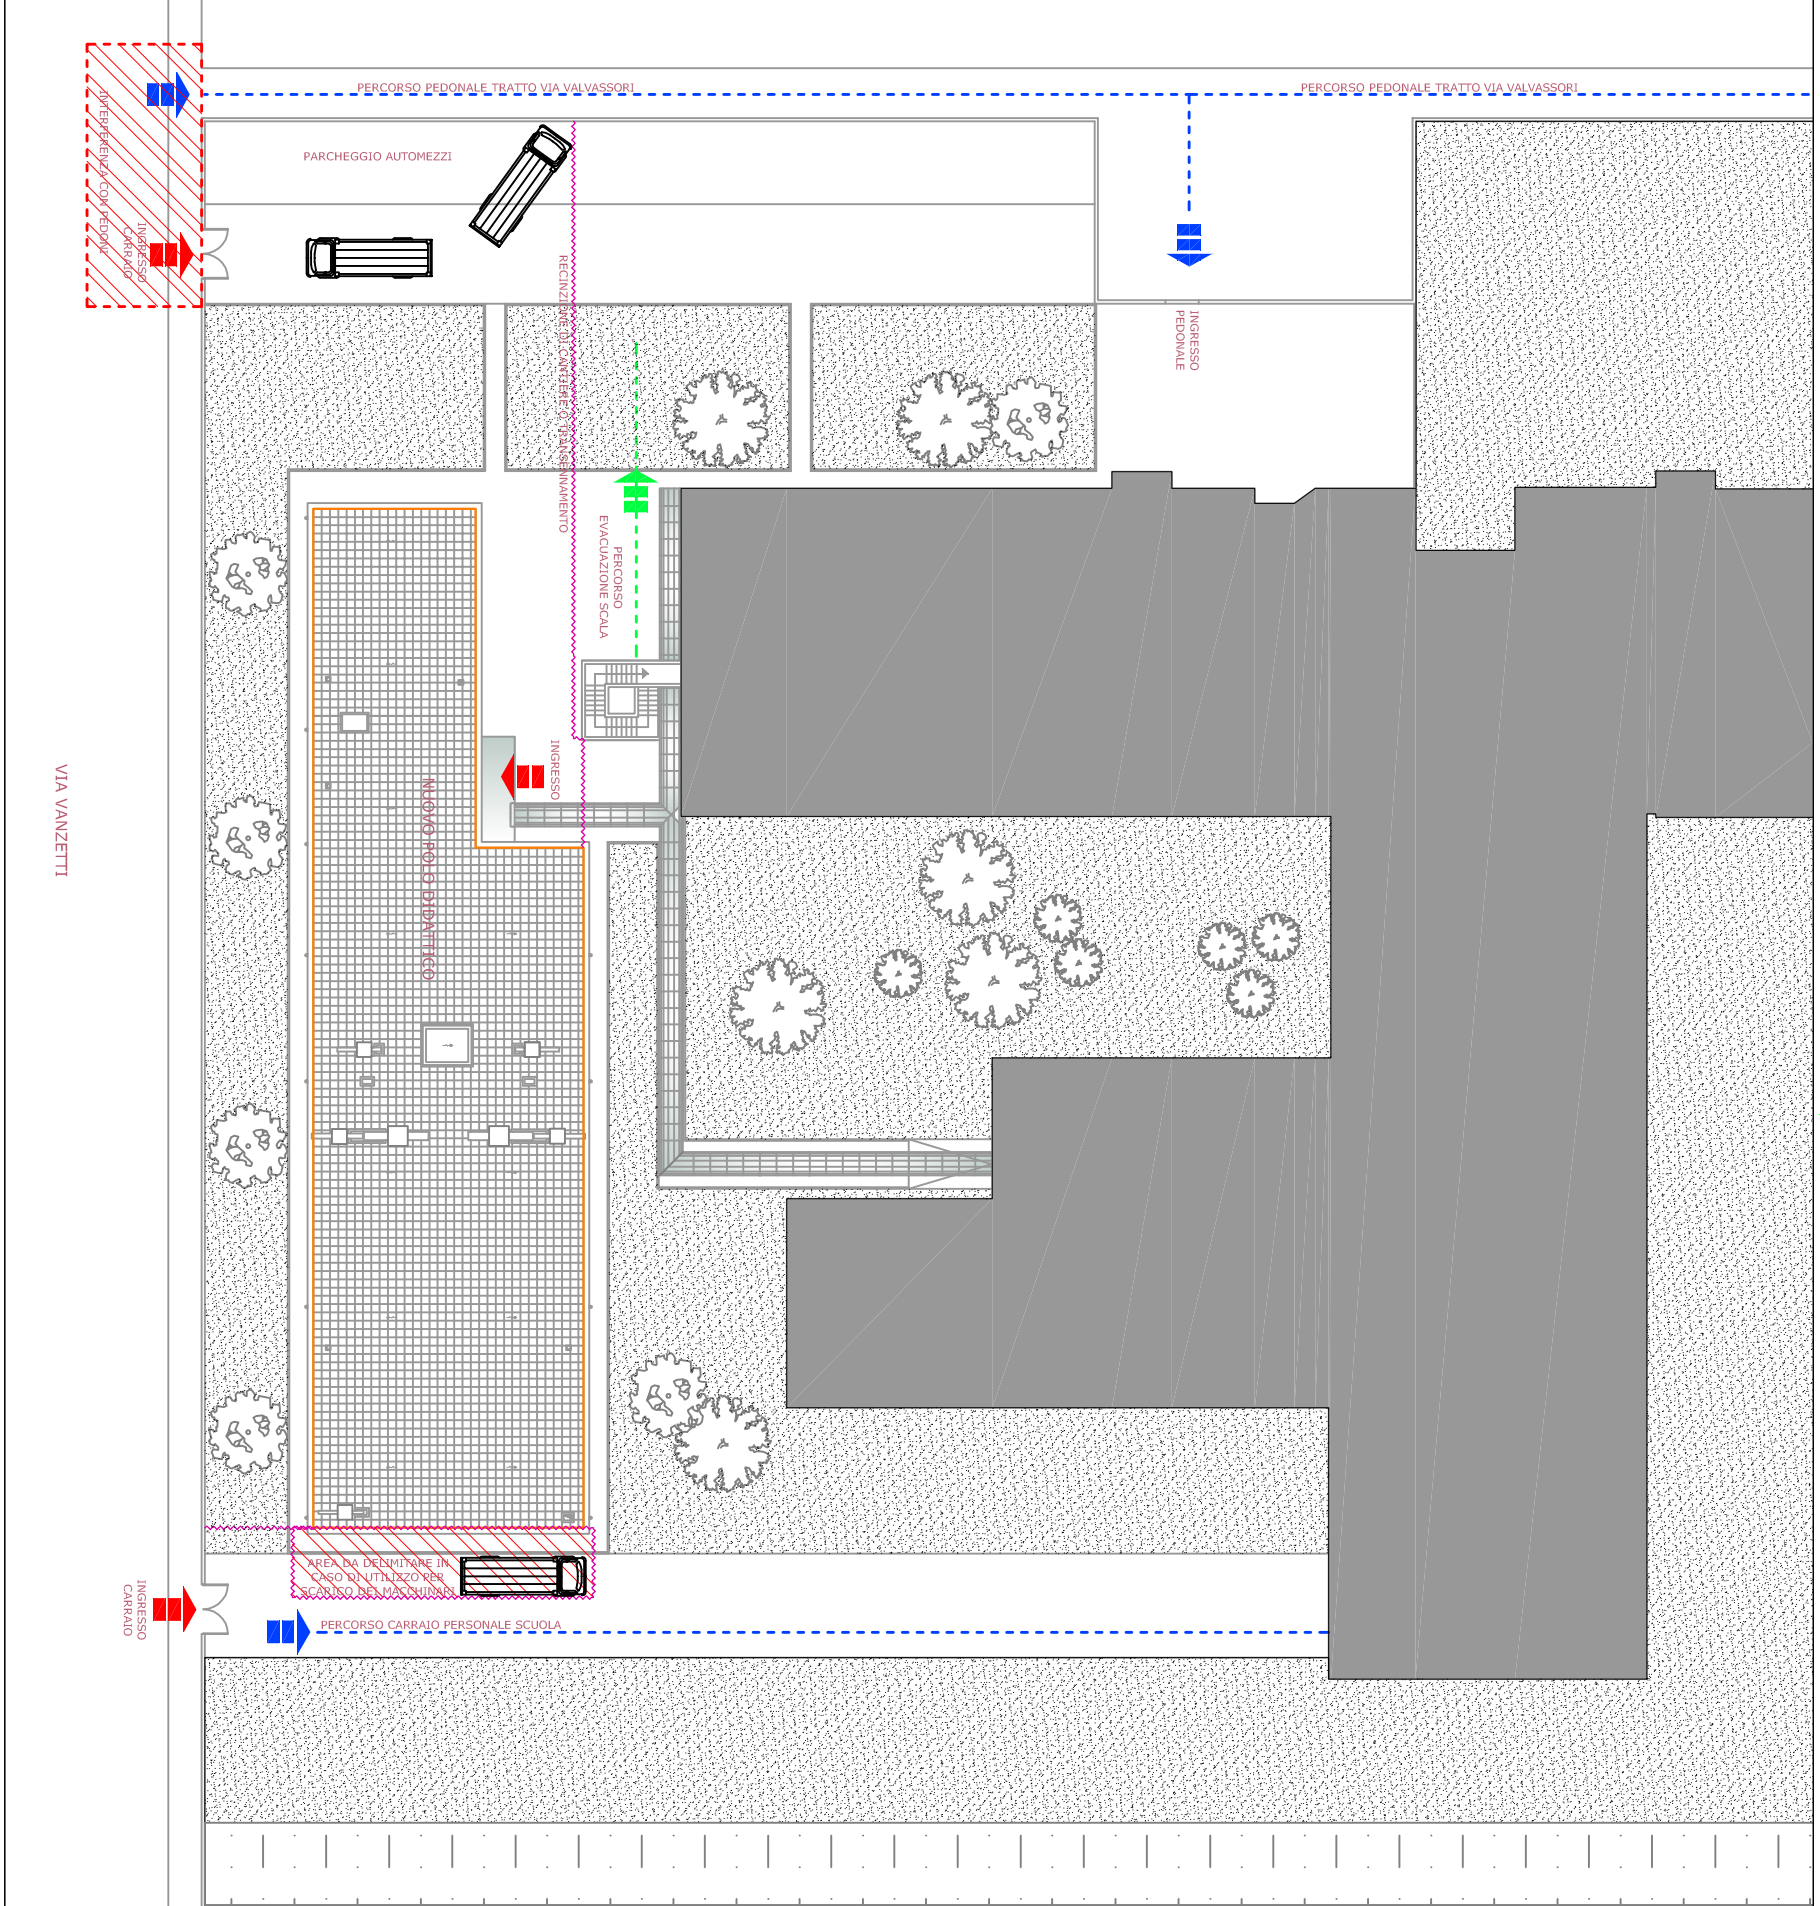 PERCORSO PEDONALE TRATTO VIA VALVASSORI
PERCORSO PEDONALE TRATTO VIA VALVASSORI
INTERFERENZA CON PEDONI
PARCHEGGIO AUTOMEZZI
INGRESSO
CARRAIO
RECINZIONE DI CANTIERE O TRANSENNAMENTO
INGRESSO
PEDONALE
PERCORSO
EVACUAZIONE SCALA
INGRESSO
VIA VANZETTI
NUOVO POLO DIDATTICO
AREA DA DELIMITARE IN
CASO DI UTILIZZO PER
SCARICO DEI MACCHINARI
INGRESSO
CARRAIO
PERCORSO CARRAIO PERSONALE SCUOLA